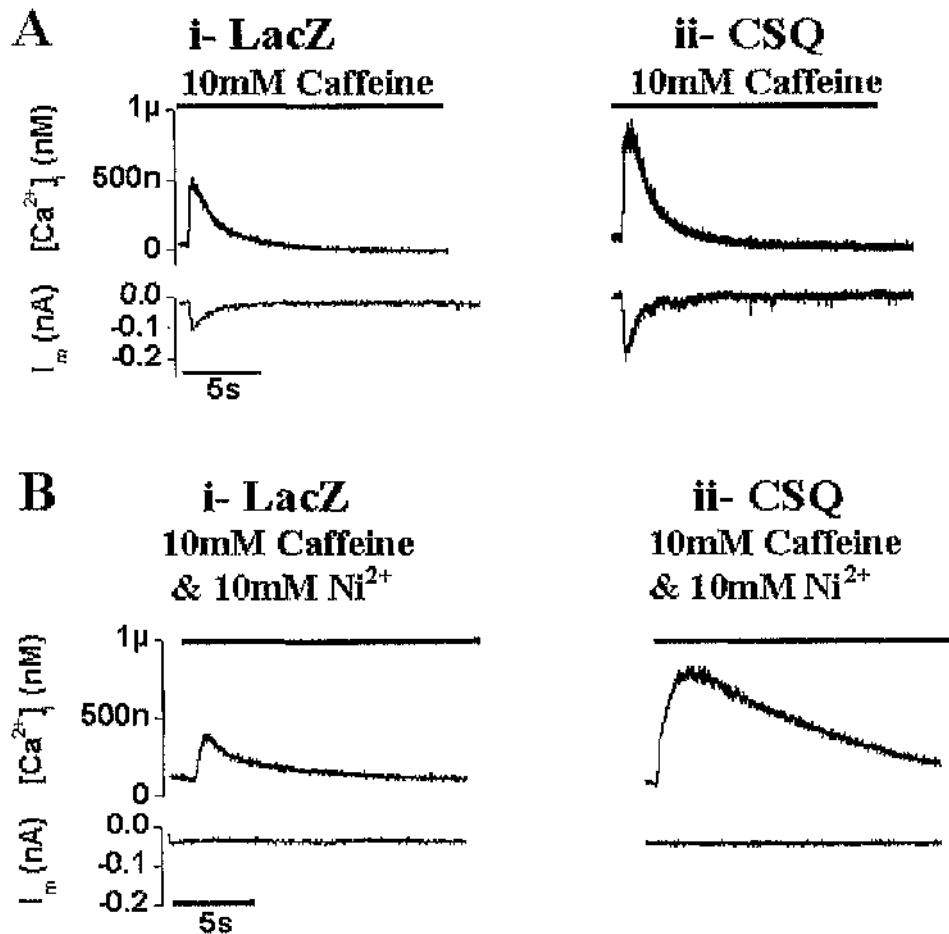 A
i- LacZ
10mM Caffeine
ii- CSQ
10mM Caffeine
[Ca²⁺]ᵢ (nM)
1μ
500n
0
Iₘ (nA)
0.0
-0.1
-0.2
5s
B
i- LacZ
10mM Caffeine
& 10mM Ni²⁺
ii- CSQ
10mM Caffeine
& 10mM Ni²⁺
[Ca²⁺]ᵢ (nM)
1μ
500n
0
Iₘ (nA)
0.0
-0.1
-0.2
5s